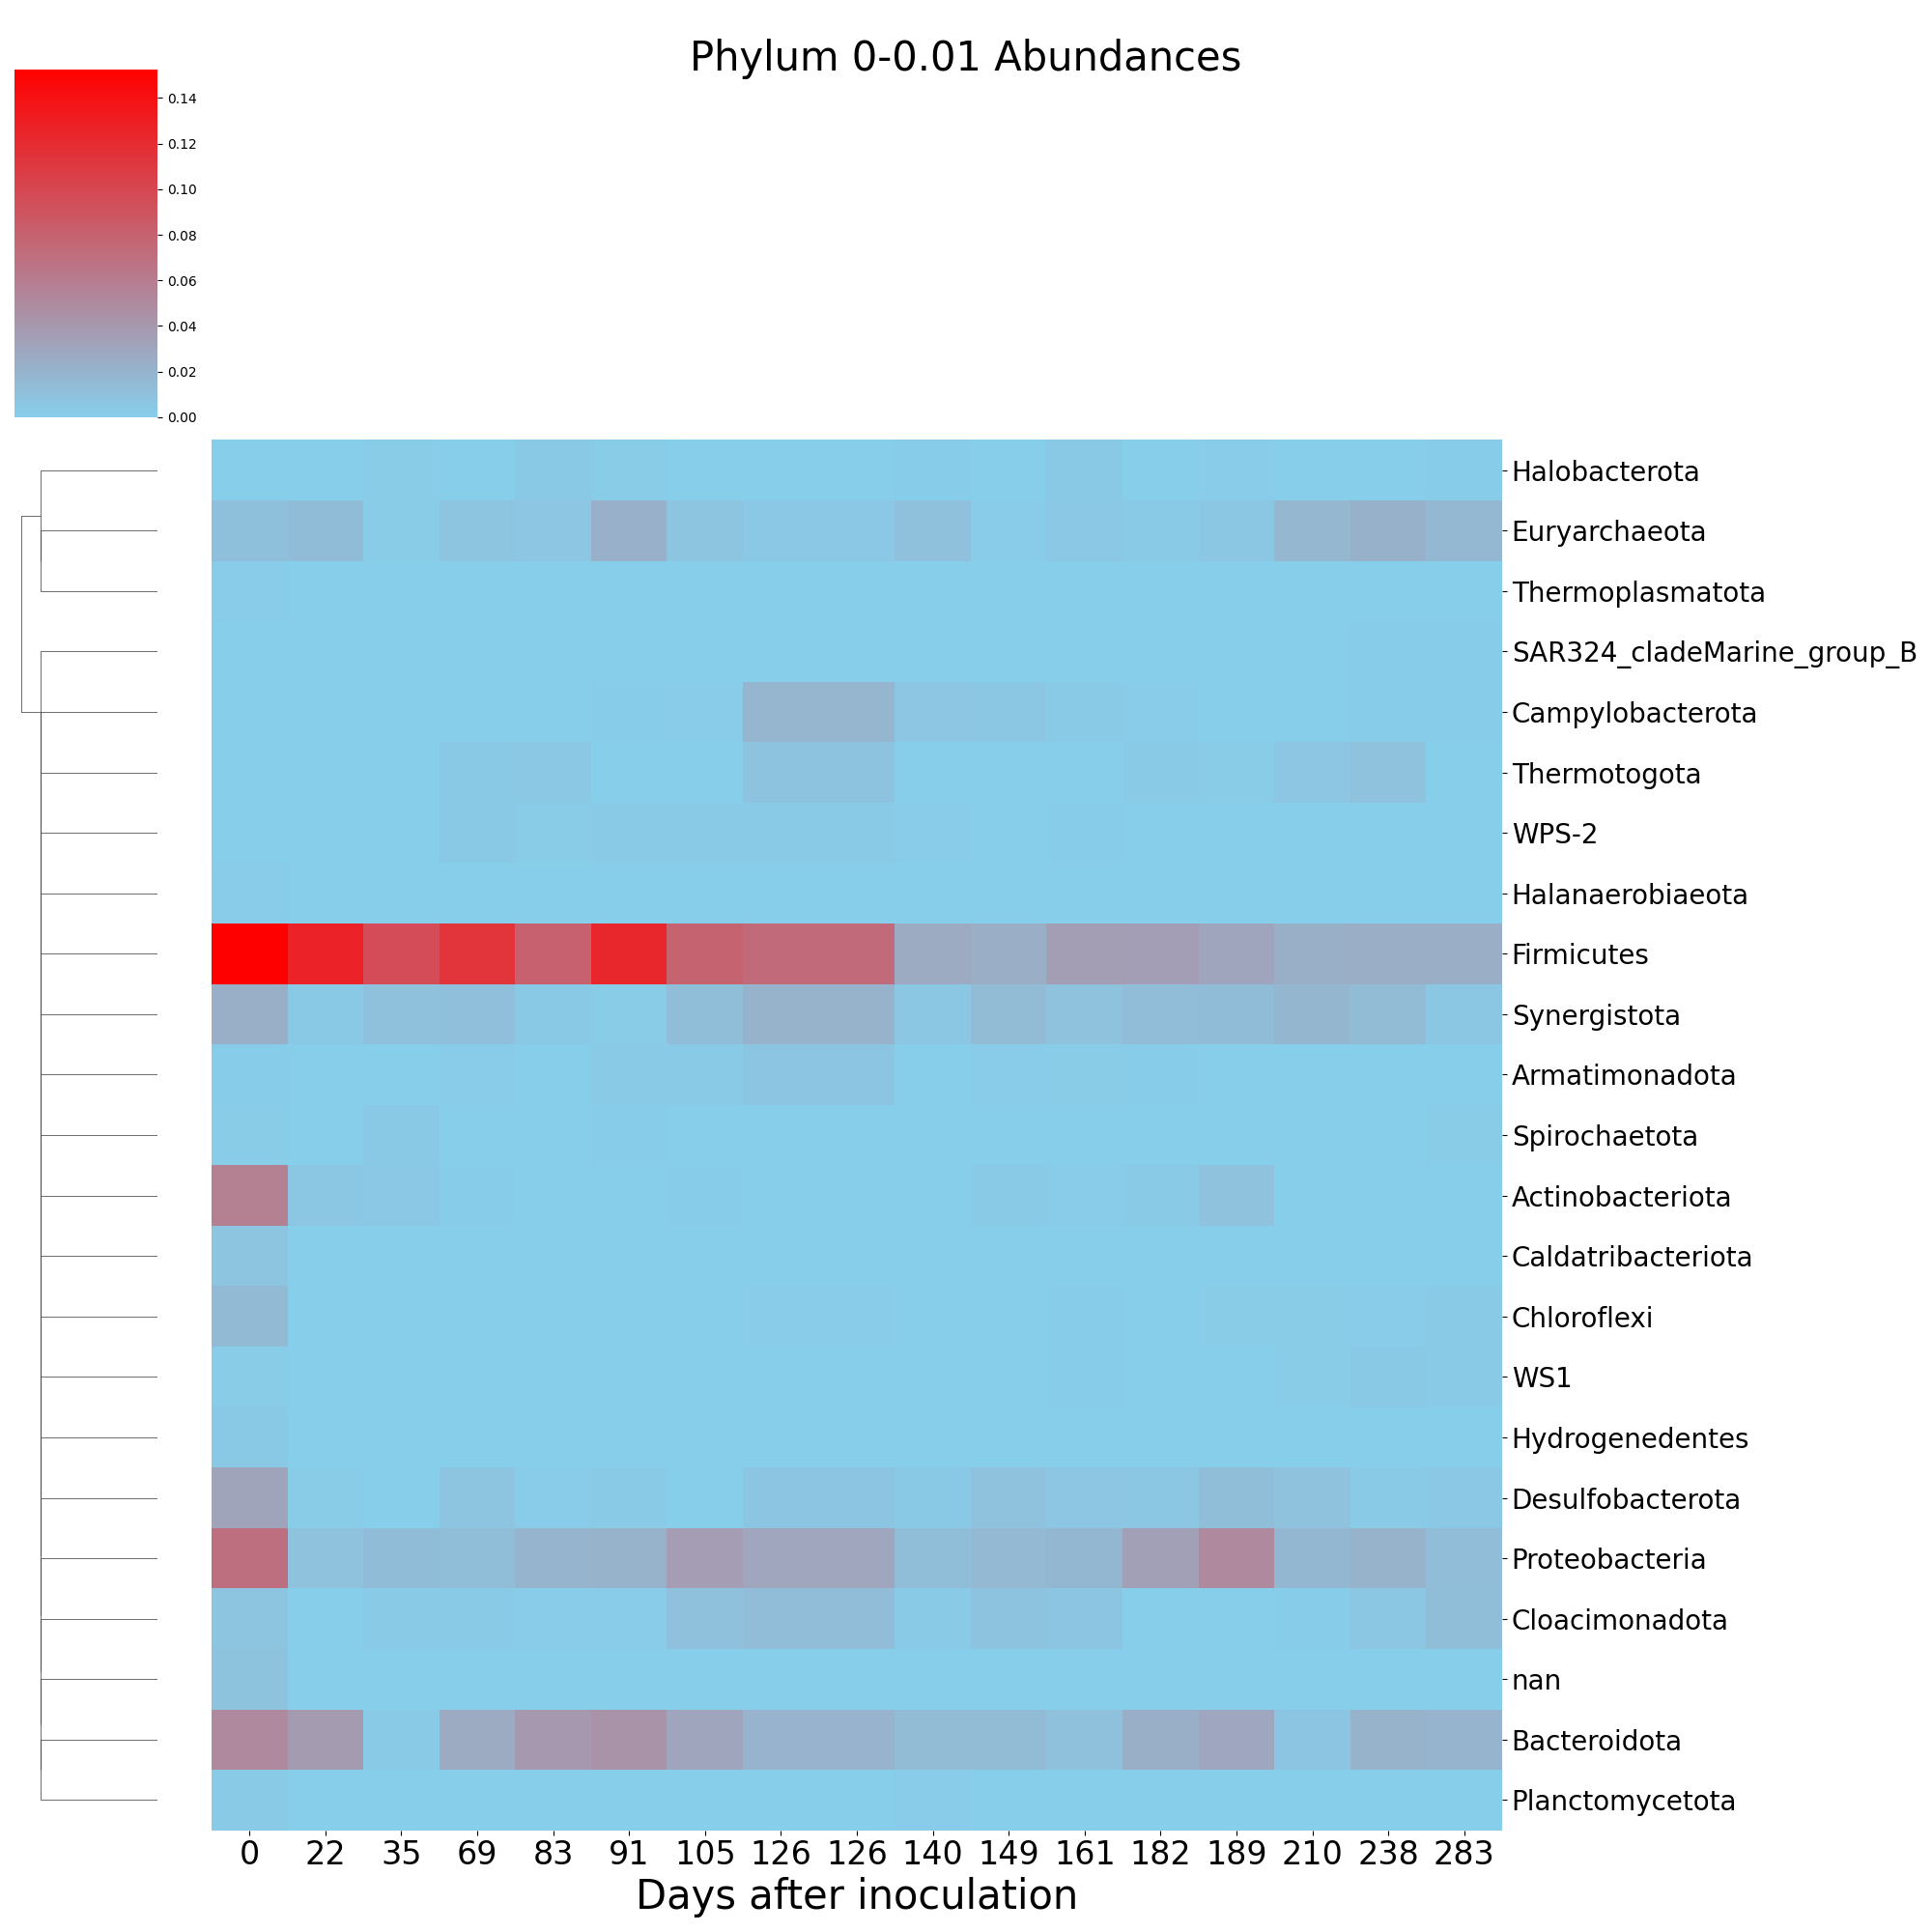 Phylum 0-0.01 Abundances
0.14
0.12
0.10
0.08
0.06
0.04
0.02
0.00
Halobacterota
Euryarchaeota
Thermoplasmatota
SAR324_cladeMarine_group_B
Campylobacterota
Thermotogota
WPS-2
Halanaerobiaeota
Firmicutes
Synergistota
Armatimonadota
Spirochaetota
Actinobacteriota
Caldatribacteriota
Chloroflexi
WS1
Hydrogenedentes
Desulfobacterota
Proteobacteria
Cloacimonadota
nan
Bacteroidota
Planctomycetota
0 22 35 69 83 91 105 126 126 140 149 161 182 189 210 238 283
Days after inoculation